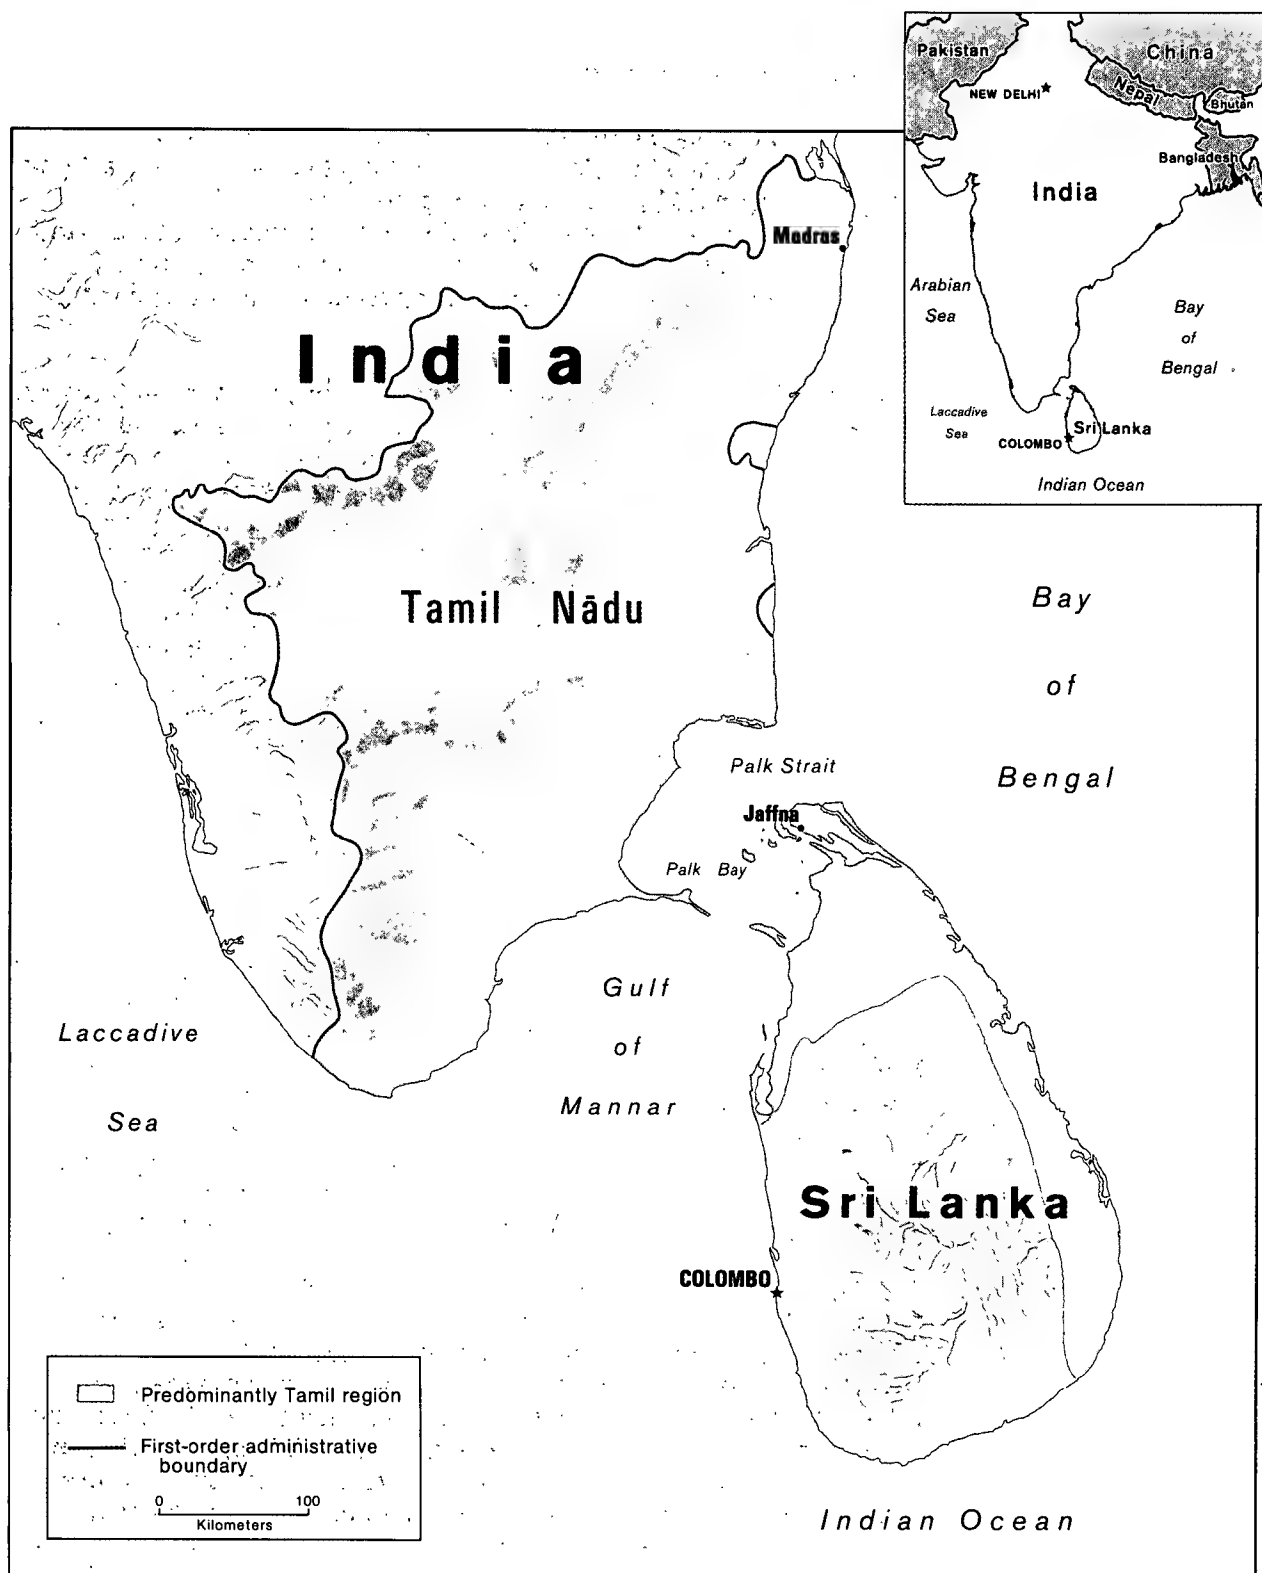 Pakistan
China
NEW DELHI
Nepal
Bhutan
Bangladesh
India
Arabian
Sea
Bay
of
Bengal
Laccadive
Sea
COLOMBO
Sri Lanka
Indian Ocean
Madras
India
Tamil Nādu
Bay
of
Bengal
Palk Strait
Jaffna
Palk Bay
Gulf
of
Mannar
Laccadive
Sea
Sri Lanka
COLOMBO
Predominantly Tamil region
First-order administrative
boundary
0 100
Kilometers
Indian Ocean